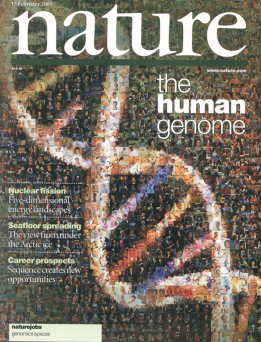 15 February 2001
nature
www.nature.com
the
human
genome
Nuclear fission
Five-dimensional
energy landscapes
Seafloor spreading
The view from under
the Arctic ice
Career prospects
Sequence creates new
opportunities
naturejobs
genomics special